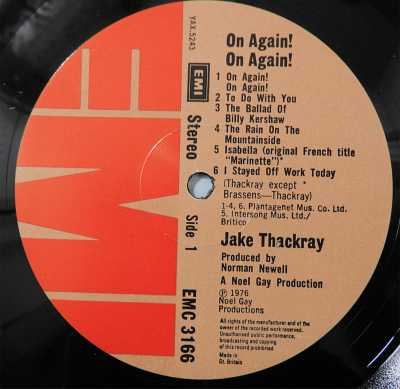 On Again!
On Again!
1 On Again!
On Again!
2 To Do With You
3 The Ballad Of
Billy Kershaw
4 The Rain On The
Mountainside
5 Isabella (original French title
"Marinette")*
6 I Stayed Off Work Today
(Thackray except *
Brassens—Thackray)
1-4, 6. Plantagenet Mus. Co. Ltd.
5. Intersong Mus. Ltd./
Britico
Jake Thackray
Produced by
Norman Newell
A Noel Gay Production
℗ 1976
Noel Gay
Productions
All rights of the manufacturer and of the
owner of the recorded work reserved.
Unauthorised public performance,
broadcasting and copying
of this record prohibited.
Made in
Gt. Britain
YAX.5243
EMI
Stereo
Side 1
EMC 3166
EMI